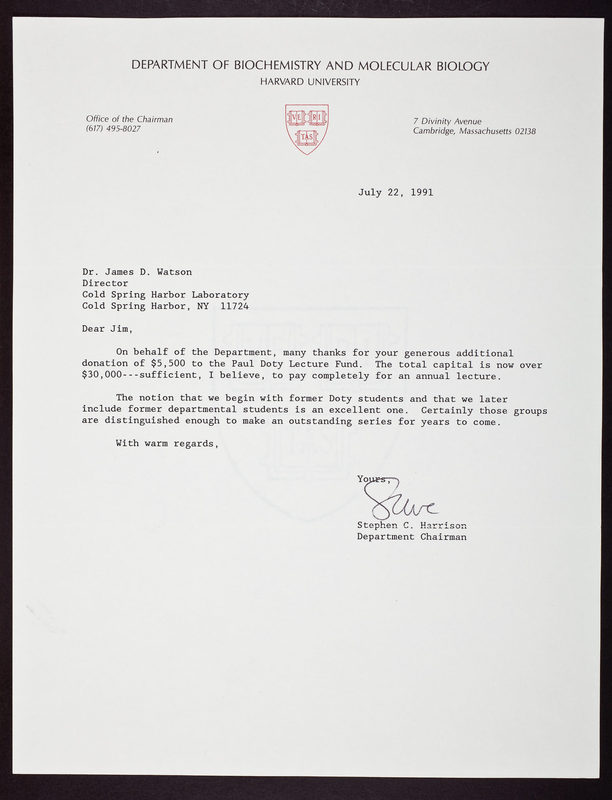 DEPARTMENT OF BIOCHEMISTRY AND MOLECULAR BIOLOGY
HARVARD UNIVERSITY
Office of the Chairman
(617) 495-8027
VE RI
TAS
7 Divinity Avenue
Cambridge, Massachusetts 02138
July 22, 1991
Dr. James D. Watson
Director
Cold Spring Harbor Laboratory
Cold Spring Harbor, NY 11724
Dear Jim,
On behalf of the Department, many thanks for your generous additional
donation of $5,500 to the Paul Doty Lecture Fund. The total capital is now over
$30,000---sufficient, I believe, to pay completely for an annual lecture.
The notion that we begin with former Doty students and that we later
include former departmental students is an excellent one. Certainly those groups
are distinguished enough to make an outstanding series for years to come.
With warm regards,
Yours,
Steve
Stephen C. Harrison
Department Chairman